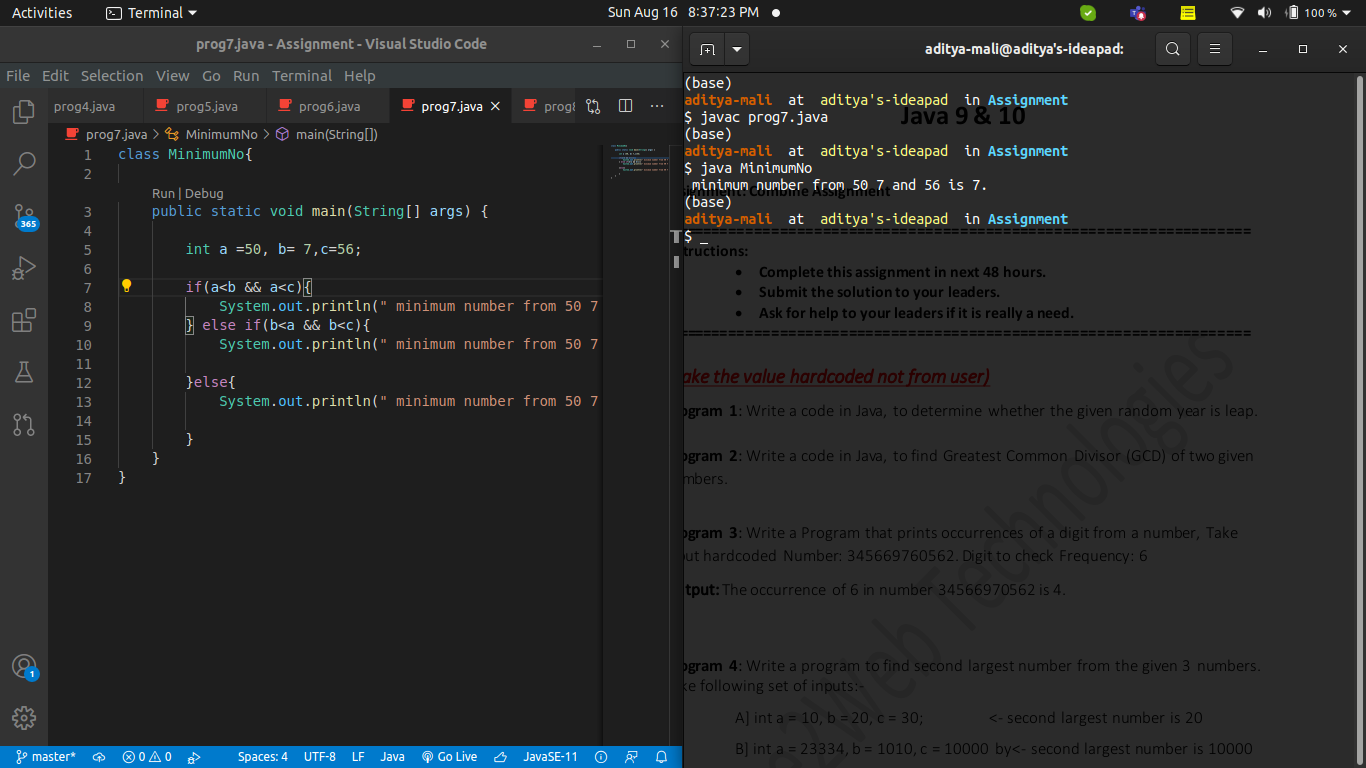 Activities
Terminal
Sun Aug 16 8:37:23 PM
100 %
prog7.java - Assignment - Visual Studio Code
File Edit Selection View Go Run Terminal Help
prog4.java prog5.java prog6.java prog7.java prog8
prog7.java > MinimumNo > main(String[])
1 class MinimumNo{
2
Run | Debug
3 public static void main(String[] args) {
4
5 int a =50, b= 7,c=56;
6
7 if(a<b && a<c){
8 System.out.println(" minimum number from 50 7
9 } else if(b<a && b<c){
10 System.out.println(" minimum number from 50 7
11
12 }else{
13 System.out.println(" minimum number from 50 7
14
15 }
16 }
17 }
365
1
master* 0 0 Spaces: 4 UTF-8 LF Java Go Live JavaSE-11
aditya-mali@aditya's-ideapad:
(base)
aditya-mali at aditya's-ideapad in Assignment
$ javac prog7.java
(base)
aditya-mali at aditya's-ideapad in Assignment
$ java MinimumNo
minimum number from 50 7 and 56 is 7.
(base)
aditya-mali at aditya's-ideapad in Assignment
$ _
Java 9 & 10
Combine Assignment
tructions:
• Complete this assignment in next 48 hours.
• Submit the solution to your leaders.
• Ask for help to your leaders if it is really a need.
ake the value hardcoded not from user)
ogram 1: Write a code in Java, to determine whether the given random year is leap.
ogram 2: Write a code in Java, to find Greatest Common Divisor (GCD) of two given
mbers.
ogram 3: Write a Program that prints occurrences of a digit from a number, Take
ut hardcoded Number: 345669760562. Digit to check Frequency: 6
tput: The occurrence of 6 in number 34566970562 is 4.
ogram 4: Write a program to find second largest number from the given 3 numbers.
ke following set of inputs:-
A] int a = 10, b = 20, c = 30; <- second largest number is 20
B] int a = 23334, b = 1010, c = 10000 by<- second largest number is 10000
e2Web Technologies